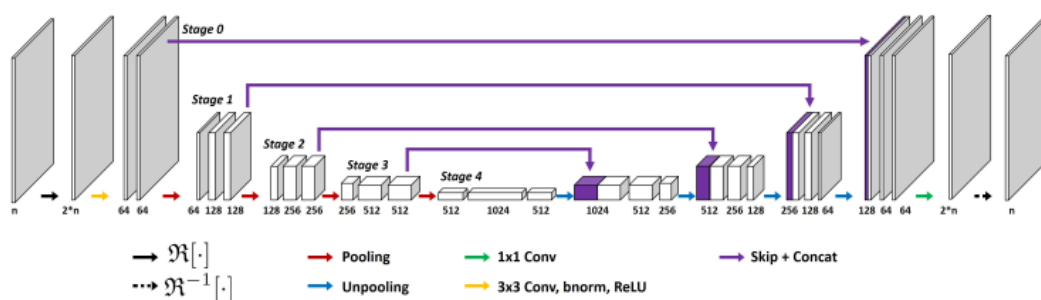 Stage 0
Stage 1
Stage 2
Stage 3
Stage 4
n 2*n 64 64 64 128 128 128 256 256 256 512 512 512 1024 512 1024 512 256 512 256 128 256 128 64 128 64 64 2*n n
ℜ[·] Pooling 1x1 Conv Skip + Concat
ℜ⁻¹[·] Unpooling 3x3 Conv, bnorm, ReLU